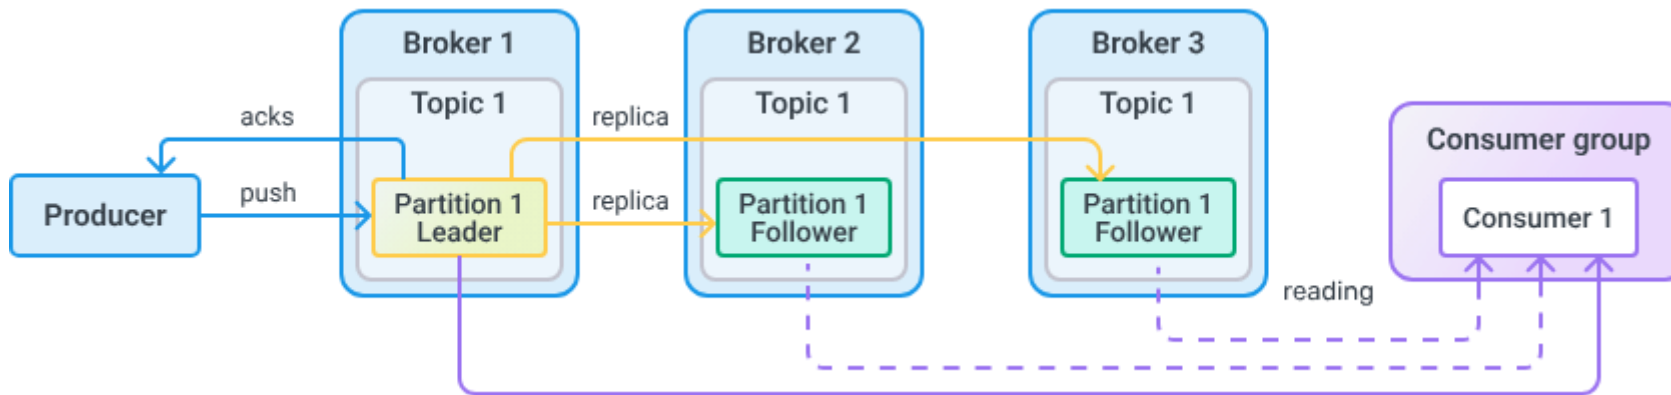 Broker 1
Broker 2
Broker 3
Topic 1
Topic 1
Topic 1
acks
replica
Consumer group
Producer
push
Partition 1
Leader
replica
Partition 1
Follower
Partition 1
Follower
Consumer 1
reading